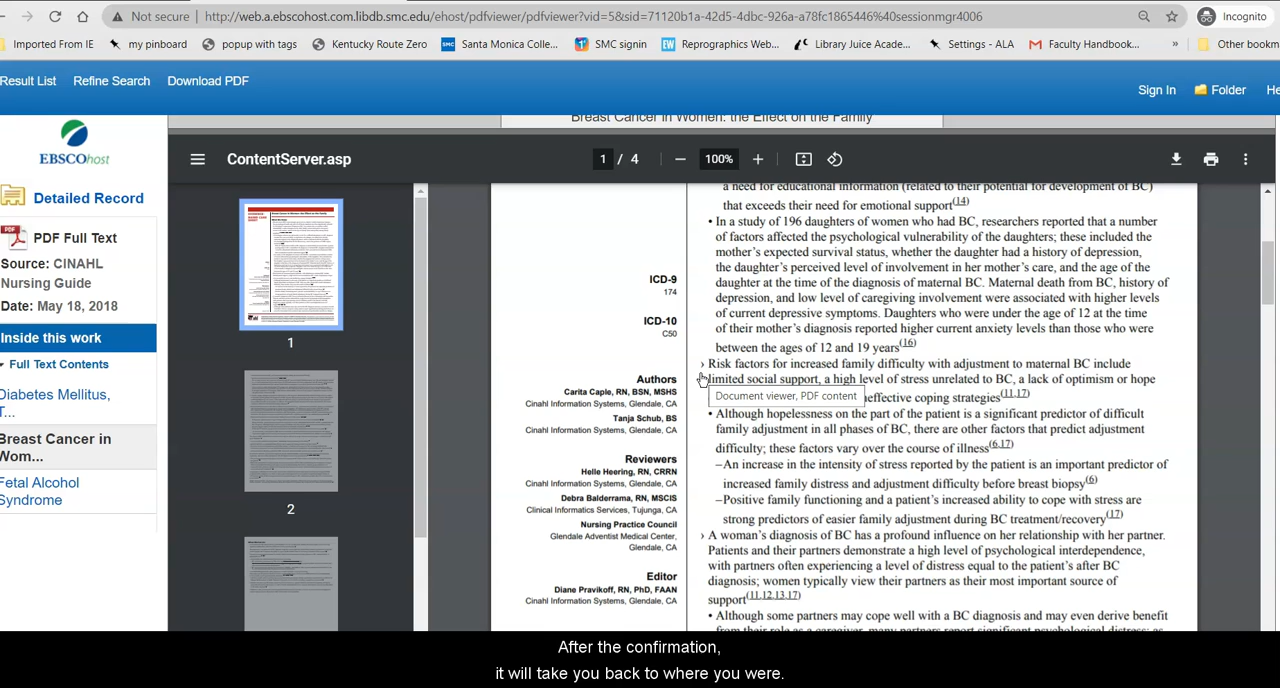 Not secure | http://web.a.ebscohost.com.libdb.smc.edu/ehost/pdfviewer/pdfviewer?vid=5&sid=71120b1a-42d5-4dbc-926a-a78fc1865446%40sessionmgr4006
Incognito
Imported From IE
my pinboard
popup with tags
Kentucky Route Zero
SMC Santa Monica Colle...
SMC signin
EW Reprographics Web...
Library Juice Acade...
Settings - ALA
Faculty Handbook...
»
Other bookm
Result List
Refine Search
Download PDF
Sign In
Folder
He
Breast Cancer in Women: the Effect on the Family
EBSCOhost
Detailed Record
PDF Full Text
Source: CINAHL
Nursing Guide
Date: May 18, 2018
Inside this work
Full Text Contents
Diabetes Mellitus,
T...
Breast Cancer in
Wom...
Fetal Alcohol
Syndrome
ContentServer.asp
1 / 4
100%
1
2
ICD-9
174
ICD-10
C50
Authors
Carita Caple, RN, BSN, MSHS
Cinahl Information Systems, Glendale, CA
Tanja Schub, BS
Cinahl Information Systems, Glendale, CA
Reviewers
Helle Heering, RN, CRRN
Cinahl Information Systems, Glendale, CA
Debra Balderrama, RN, MSCIS
Clinical Informatics Services, Tujunga, CA
Nursing Practice Council
Glendale Adventist Medical Center,
Glendale, CA
Editor
Diane Pravikoff, RN, PhD, FAAN
Cinahl Information Systems, Glendale, CA
a need for educational information (related to their potential for development of BC)
that exceeds their need for emotional support(14)
• In a study of 196 daughters of women who had BC, researchers reported that a number
of factors affected the psychological vulnerability of the daughters; these included the
mother's expected survival status, whether the daughter had a history of depression,
the daughter's perceived level of involvement in her mother's care, and the age of the
daughter at the time of the diagnosis of maternal BC. Maternal death from BC, history of
depression, and low level of caregiving involvement were associated with higher levels
of current depressive symptoms. Daughters who were under the age of 12 at the time
of their mother's diagnosis reported higher current anxiety levels than those who were
between the ages of 12 and 19 years(16)
› Risk factors for increased family difficulty with adjustment to maternal BC include
limited social support, a high level of stress unrelated to BC, a lack of optimism or hope
Document viewer, PDF content
effective coping strategies(11,17)
• Although hopelessness on the part of the patient is a significant predictor of difficult
family adjustment in all phases of BC, there are other factors that predict adjustment
difficulty; these factors vary over the course of illness(6,17)
–An increase in the intensity of stress reported by the patient is an important predictor of
increased family distress and adjustment difficulty before breast biopsy(6)
–Positive family functioning and a patient's increased ability to cope with stress are
strong predictors of easier family adjustment during BC treatment/recovery(17)
› A woman's diagnosis of BC has a profound influence on her relationship with her partner.
Patients and their partners demonstrate a high level of psychological interdependence,
with partners often experiencing a level of distress equal to the patient's after BC
diagnosis; women typically view their partners as their most important source of
support(11,12,13,17)
• Although some partners may cope well with a BC diagnosis and may even derive benefit
from their role as a caregiver, many partners report significant psychological distress; as
After the confirmation,
it will take you back to where you were.